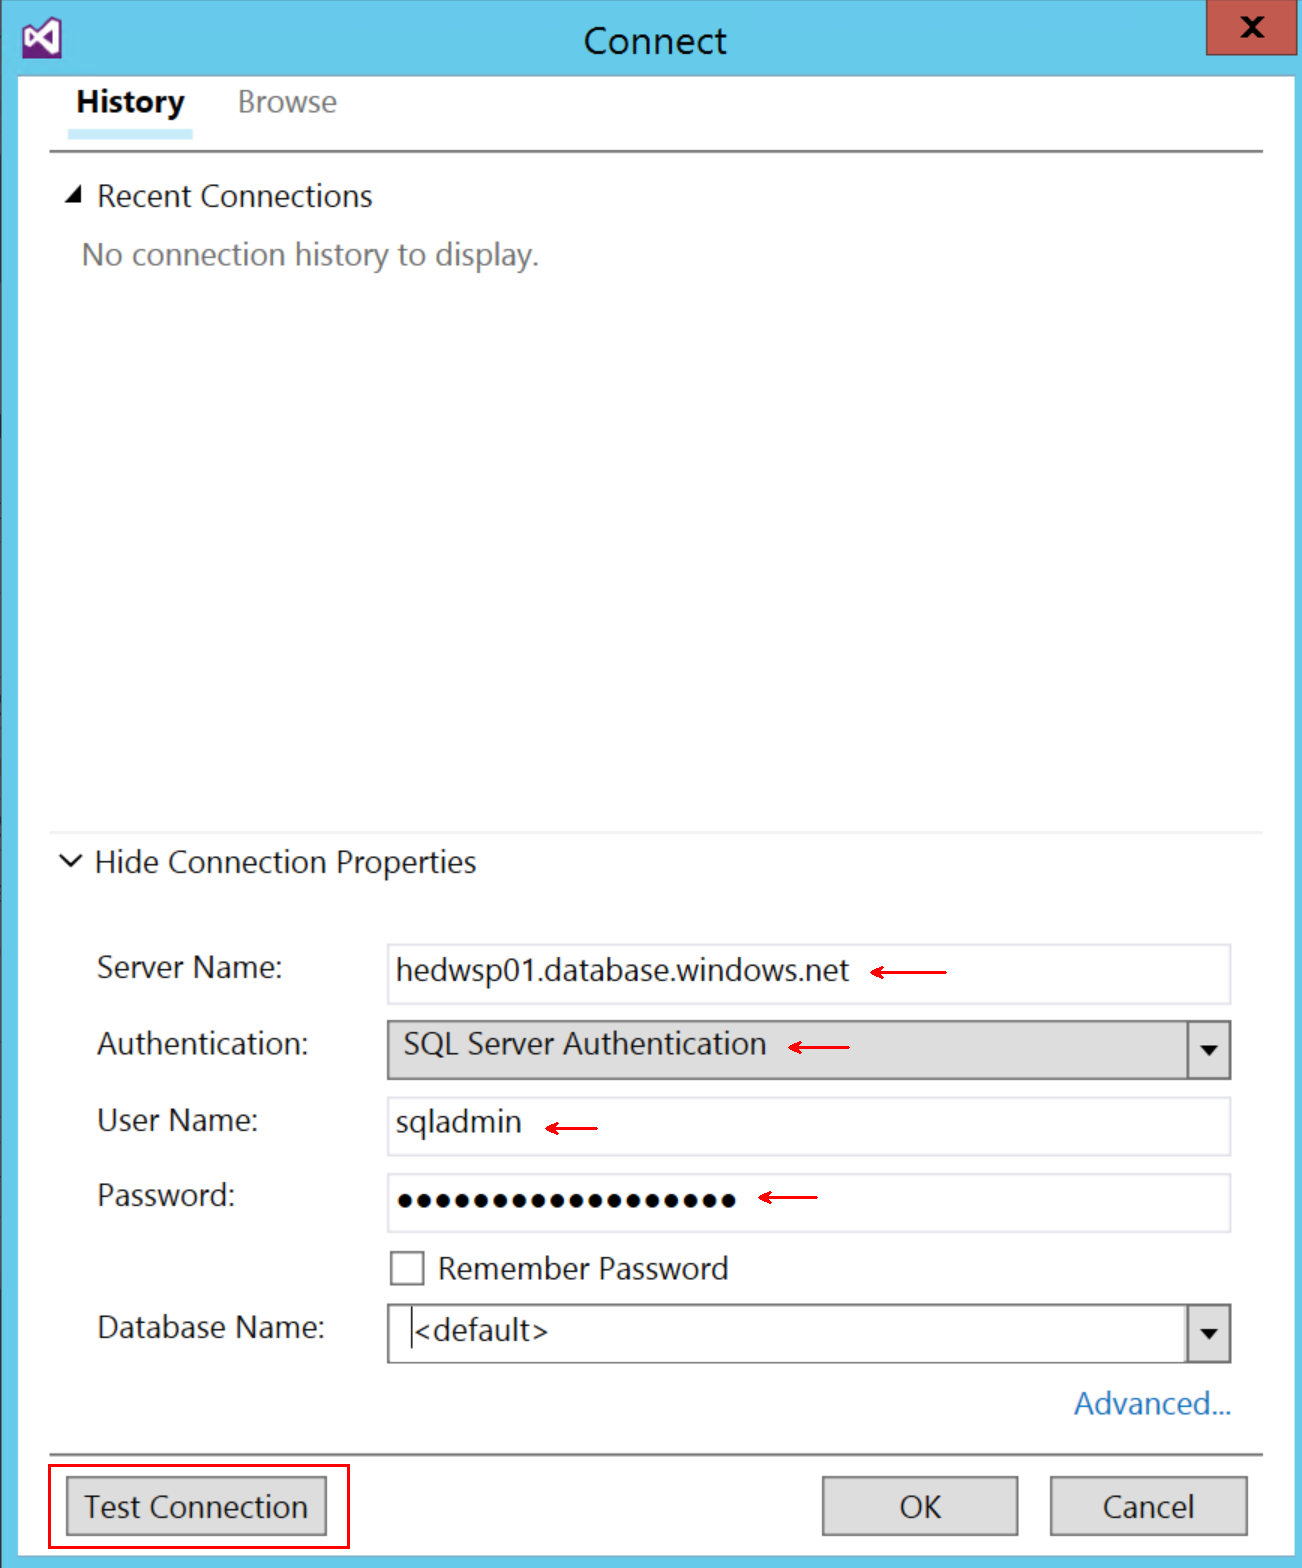 Connect
X
History Browse
Recent Connections
No connection history to display.
Hide Connection Properties
Server Name: hedwsp01.database.windows.net
Authentication: SQL Server Authentication
User Name: sqladmin
Password: ••••••••••••••••••
Remember Password
Database Name: <default>
Advanced...
Test Connection OK Cancel